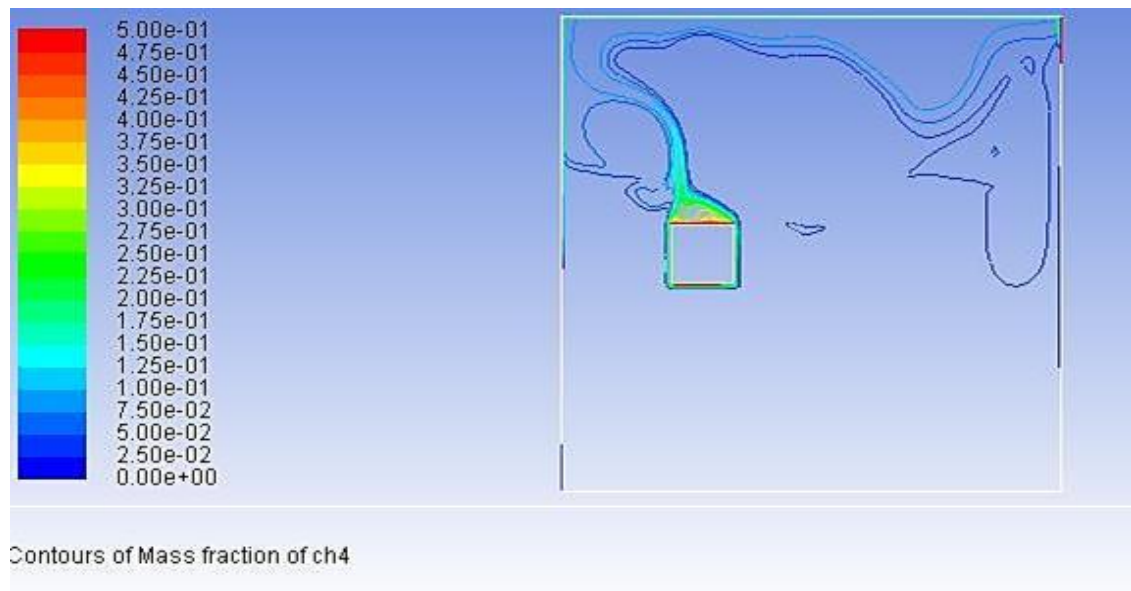 5.00e-01
4.75e-01
4.50e-01
4.25e-01
4.00e-01
3.75e-01
3.50e-01
3.25e-01
3.00e-01
2.75e-01
2.50e-01
2.25e-01
2.00e-01
1.75e-01
1.50e-01
1.25e-01
1.00e-01
7.50e-02
5.00e-02
2.50e-02
0.00e+00
Contours of Mass fraction of ch4